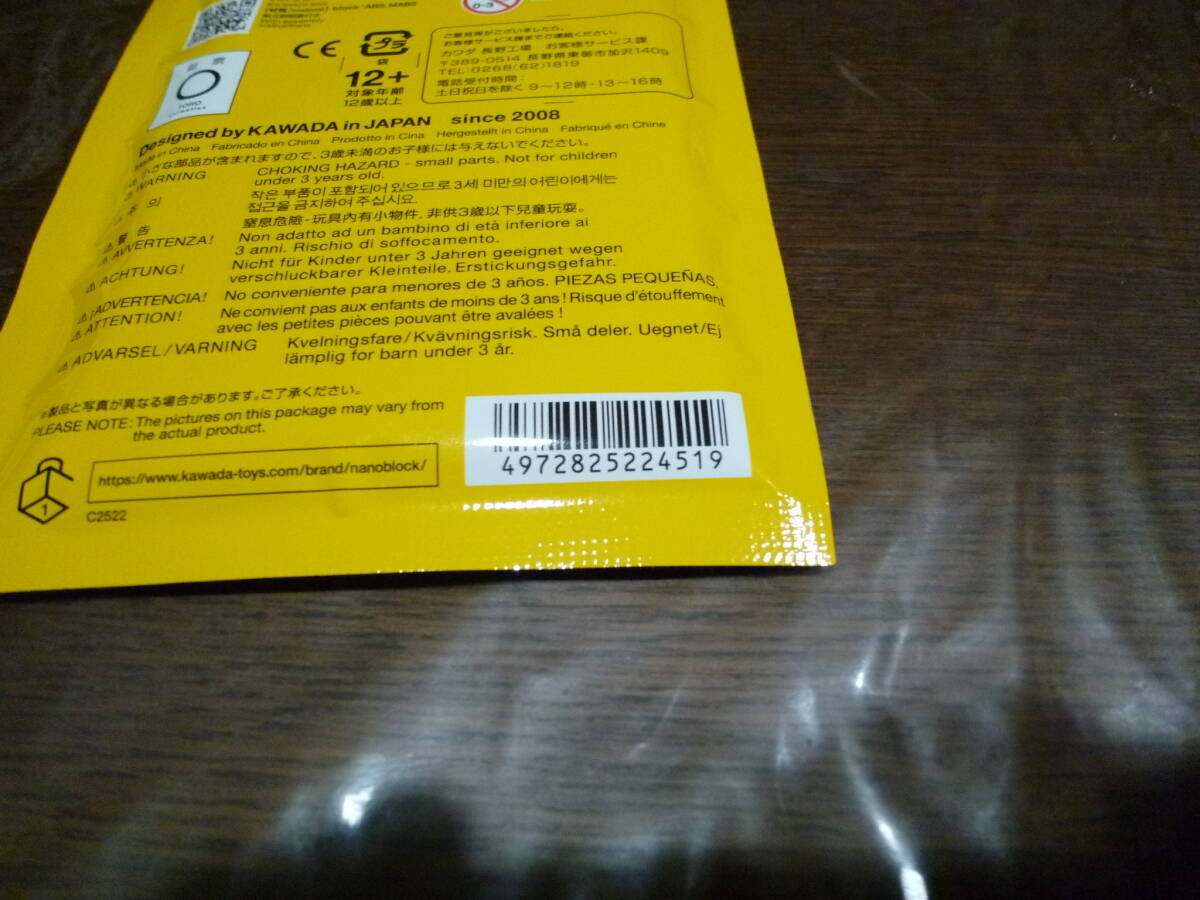 block:ABS,MABS
0-3
ご意見等がございましたら、
お客様サービス課までご連絡ください。
カワダ 長野工場 お客様サービス課
〒389-0514 長野県東御市加沢1409
TEL:0268(62)1819
電話受付時間:
土日祝日を除く 9〜12時・13〜16時
CE
プラ
袋
12+
対象年齢
12歳以上
Designed by KAWADA in JAPAN since 2008
Made in China Fabricado en China Prodotto in Cina Hergestellt in China Fabriqué en China
小さな部品が含まれますので、3歳未満のお子様には与えないでください。
⚠WARNING CHOKING HAZARD - small parts. Not for children
under 3 years old.
⚠주 의 작은 부품이 포함되어 있으므로 3세 미만의 어린이에게는
접근을 금지하여 주십시요.
⚠警 告 窒息危險-玩具內有小物件, 非供3歲以下兒童玩耍。
⚠AVVERTENZA! Non adatto ad un bambino di età inferiore ai
3 anni. Rischio di soffocamento.
⚠ACHTUNG! Nicht für Kinder unter 3 Jahren geeignet wegen
verschluckbarer Kleinteile. Erstickungsgefahr.
⚠¡ADVERTENCIA! No conveniente para menores de 3 años. PIEZAS PEQUEÑAS.
⚠ATTENTION! Ne convient pas aux enfants de moins de 3 ans ! Risque d'étouffement
avec les petites pièces pouvant être avalées !
⚠ADVARSEL/VARNING Kvelningsfare/Kvävningsrisk. Små deler. Uegnet/Ej
lämplig for barn under 3 år.
※製品と写真が異なる場合があります。ご了承ください。
PLEASE NOTE: The pictures on this package may vary from
the actual product.
1
https://www.kawada-toys.com/brand/nanoblock/
C2522
4972825224519